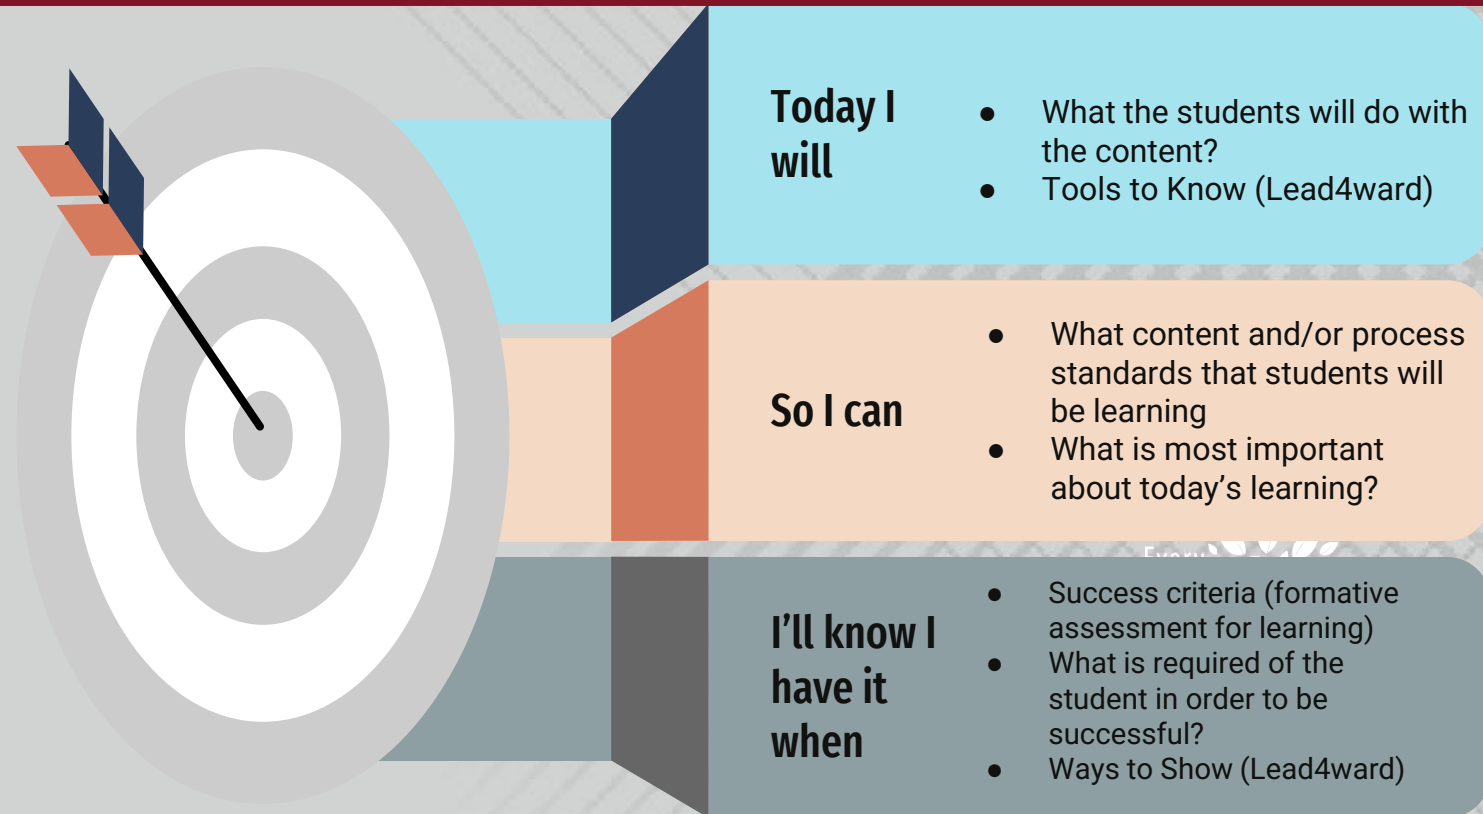 Today I
will
● What the students will do with
the content?
● Tools to Know (Lead4ward)
So I can
● What content and/or process
standards that students will
be learning
● What is most important
about today’s learning?
Every
I’ll know I
have it
when
● Success criteria (formative
assessment for learning)
● What is required of the
student in order to be
successful?
● Ways to Show (Lead4ward)